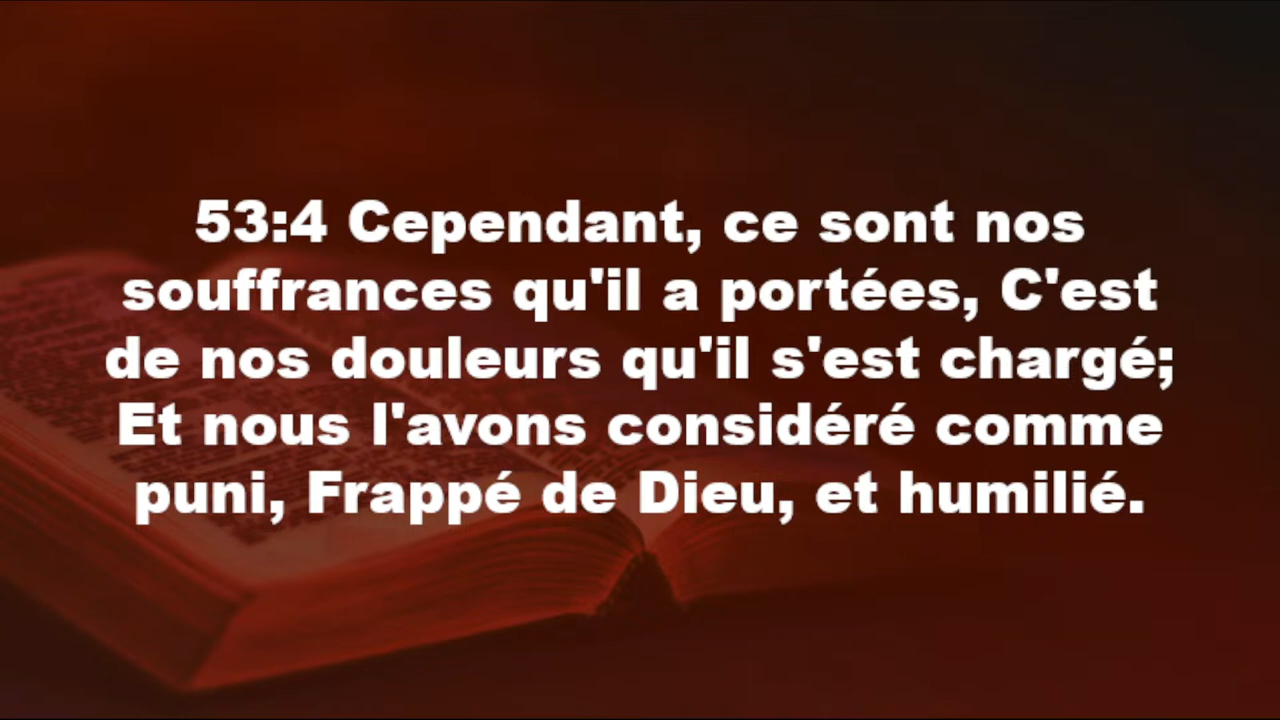 53:4 Cependant, ce sont nos
souffrances qu'il a portées, C'est
de nos douleurs qu'il s'est chargé;
Et nous l'avons considéré comme
puni, Frappé de Dieu, et humilié.